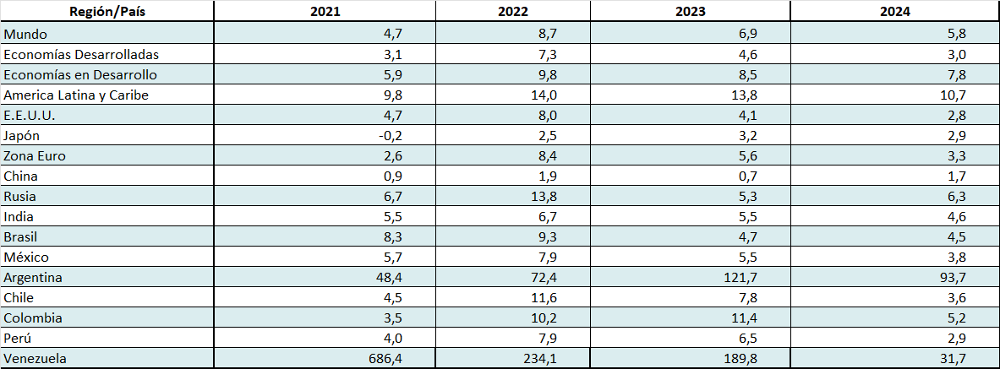 Región/País 2021 2022 2023 2024
Mundo 4,7 8,7 6,9 5,8
Economías Desarrolladas 3,1 7,3 4,6 3,0
Economías en Desarrollo 5,9 9,8 8,5 7,8
America Latina y Caribe 9,8 14,0 13,8 10,7
E.E.U.U. 4,7 8,0 4,1 2,8
Japón -0,2 2,5 3,2 2,9
Zona Euro 2,6 8,4 5,6 3,3
China 0,9 1,9 0,7 1,7
Rusia 6,7 13,8 5,3 6,3
India 5,5 6,7 5,5 4,6
Brasil 8,3 9,3 4,7 4,5
México 5,7 7,9 5,5 3,8
Argentina 48,4 72,4 121,7 93,7
Chile 4,5 11,6 7,8 3,6
Colombia 3,5 10,2 11,4 5,2
Perú 4,0 7,9 6,5 2,9
Venezuela 686,4 234,1 189,8 31,7